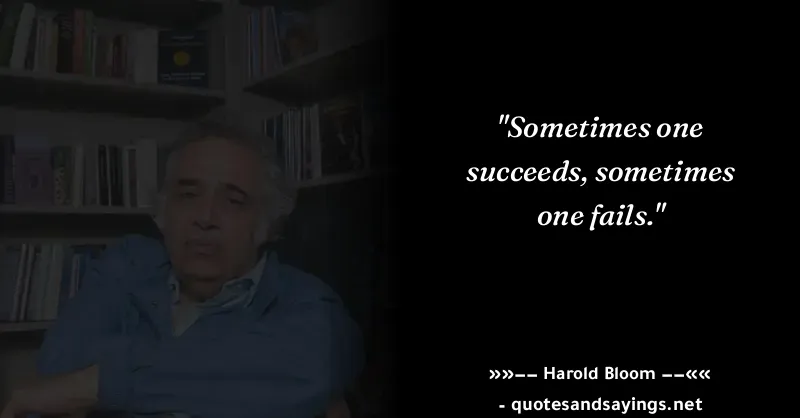 "Sometimes one
succeeds, sometimes
one fails."
»»−− Harold Bloom −−««
- quotesandsayings.net